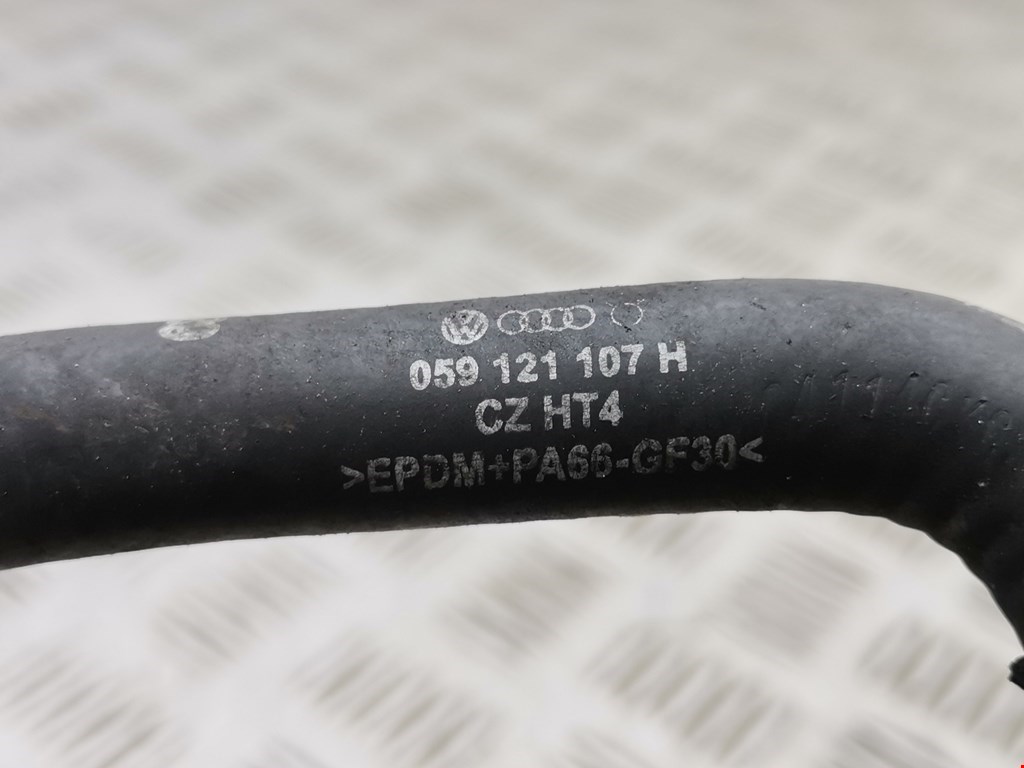 059 121 107 H
CZ HT4
>EPDM+PA66-GF30<